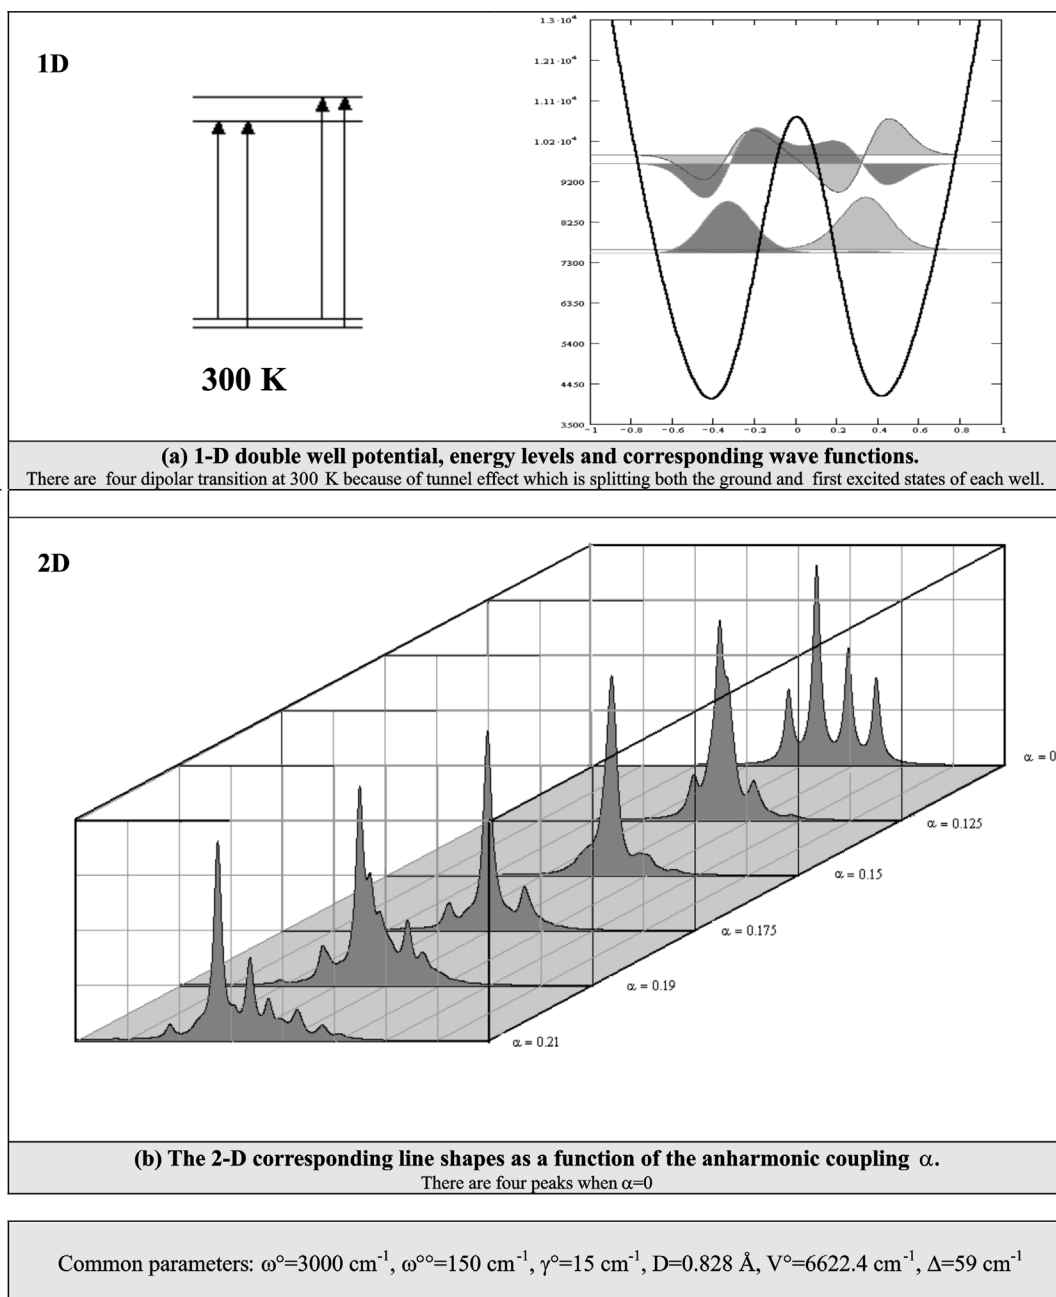 1D
300 K
1.3·10⁴
1.21·10⁴
1.11·10⁴
1.02·10⁴
9200
8250
7300
6350
5400
4450
3500
−1 −0.8 −0.6 −0.4 −0.2 0 0.2 0.4 0.6 0.8 1
(a) 1-D double well potential, energy levels and corresponding wave functions.
There are four dipolar transition at 300 K because of tunnel effect which is splitting both the ground and first excited states of each well.
2D
α = 0
α = 0.125
α = 0.15
α = 0.175
α = 0.19
α = 0.21
(b) The 2-D corresponding line shapes as a function of the anharmonic coupling α.
There are four peaks when α=0
Common parameters: ω°=3000 cm⁻¹, ω°°=150 cm⁻¹, γ°=15 cm⁻¹, D=0.828 Å, V°=6622.4 cm⁻¹, Δ=59 cm⁻¹